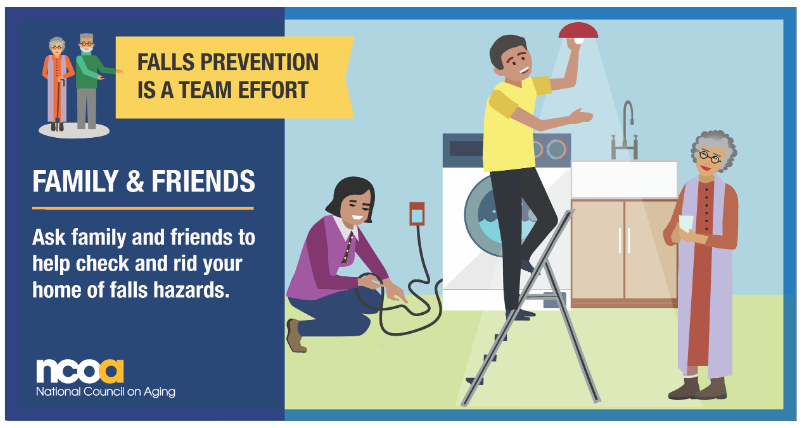 FALLS PREVENTION
IS A TEAM EFFORT
FAMILY & FRIENDS
Ask family and friends to
help check and rid your
home of falls hazards.
ncoa
National Council on Aging